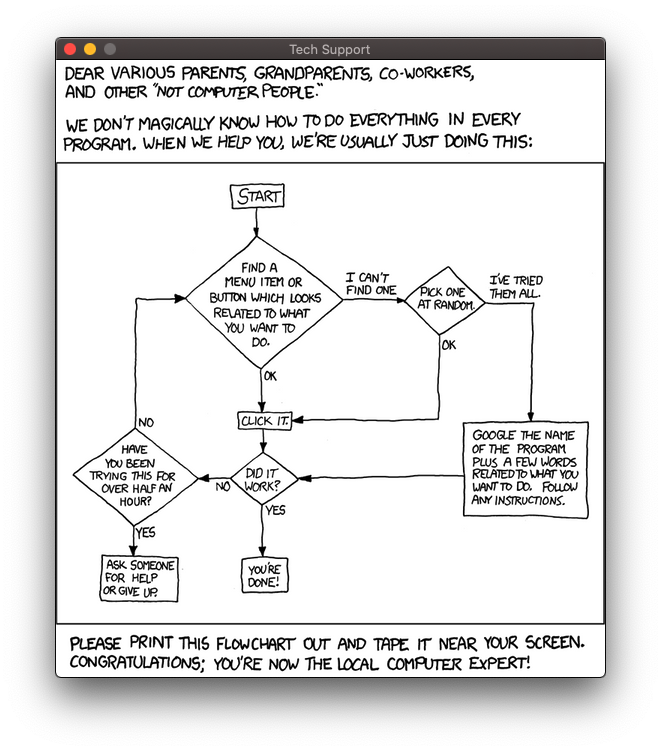 Tech Support
DEAR VARIOUS PARENTS, GRANDPARENTS, CO-WORKERS,
AND OTHER "NOT COMPUTER PEOPLE."
WE DON'T MAGICALLY KNOW HOW TO DO EVERYTHING IN EVERY
PROGRAM. WHEN WE HELP YOU, WE'RE USUALLY JUST DOING THIS:
START
FIND A
MENU ITEM OR
BUTTON WHICH LOOKS
RELATED TO WHAT
YOU WANT TO
DO.
I CAN'T
FIND ONE
PICK ONE
AT RANDOM.
I'VE TRIED
THEM ALL.
OK
OK
CLICK IT.
NO
HAVE
YOU BEEN
TRYING THIS FOR
OVER HALF AN
HOUR?
NO
DID IT
WORK?
GOOGLE THE NAME
OF THE PROGRAM
PLUS A FEW WORDS
RELATED TO WHAT YOU
WANT TO DO. FOLLOW
ANY INSTRUCTIONS.
YES
YES
ASK SOMEONE
FOR HELP
OR GIVE UP.
YOU'RE
DONE!
PLEASE PRINT THIS FLOWCHART OUT AND TAPE IT NEAR YOUR SCREEN.
CONGRATULATIONS; YOU'RE NOW THE LOCAL COMPUTER EXPERT!